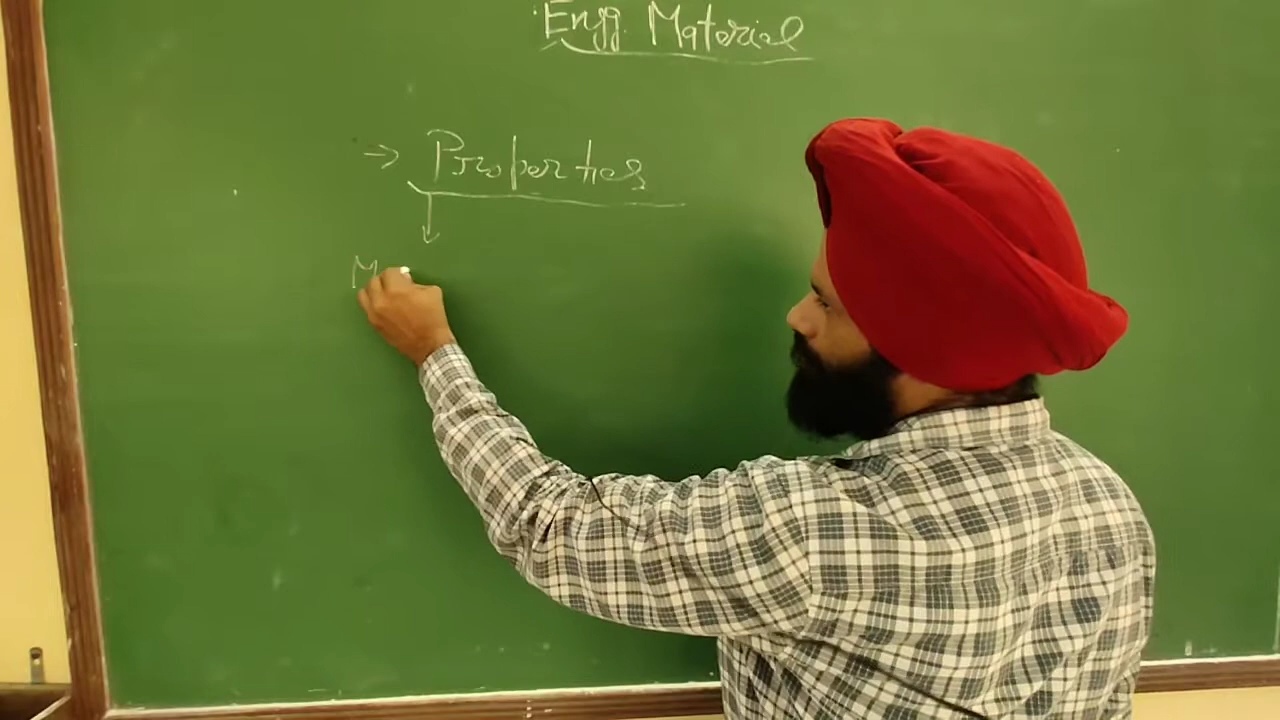 Engg. Material
→ Properties
↓
M